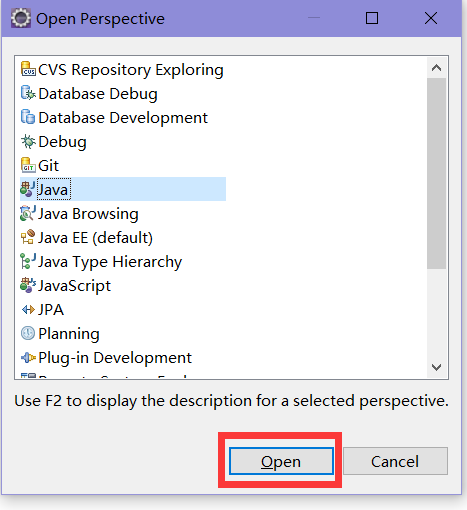 Open Perspective
CVS Repository Exploring
Database Debug
Database Development
Debug
Git
Java
Java Browsing
Java EE (default)
Java Type Hierarchy
JavaScript
JPA
Planning
Plug-in Development
Use F2 to display the description for a selected perspective.
Open
Cancel